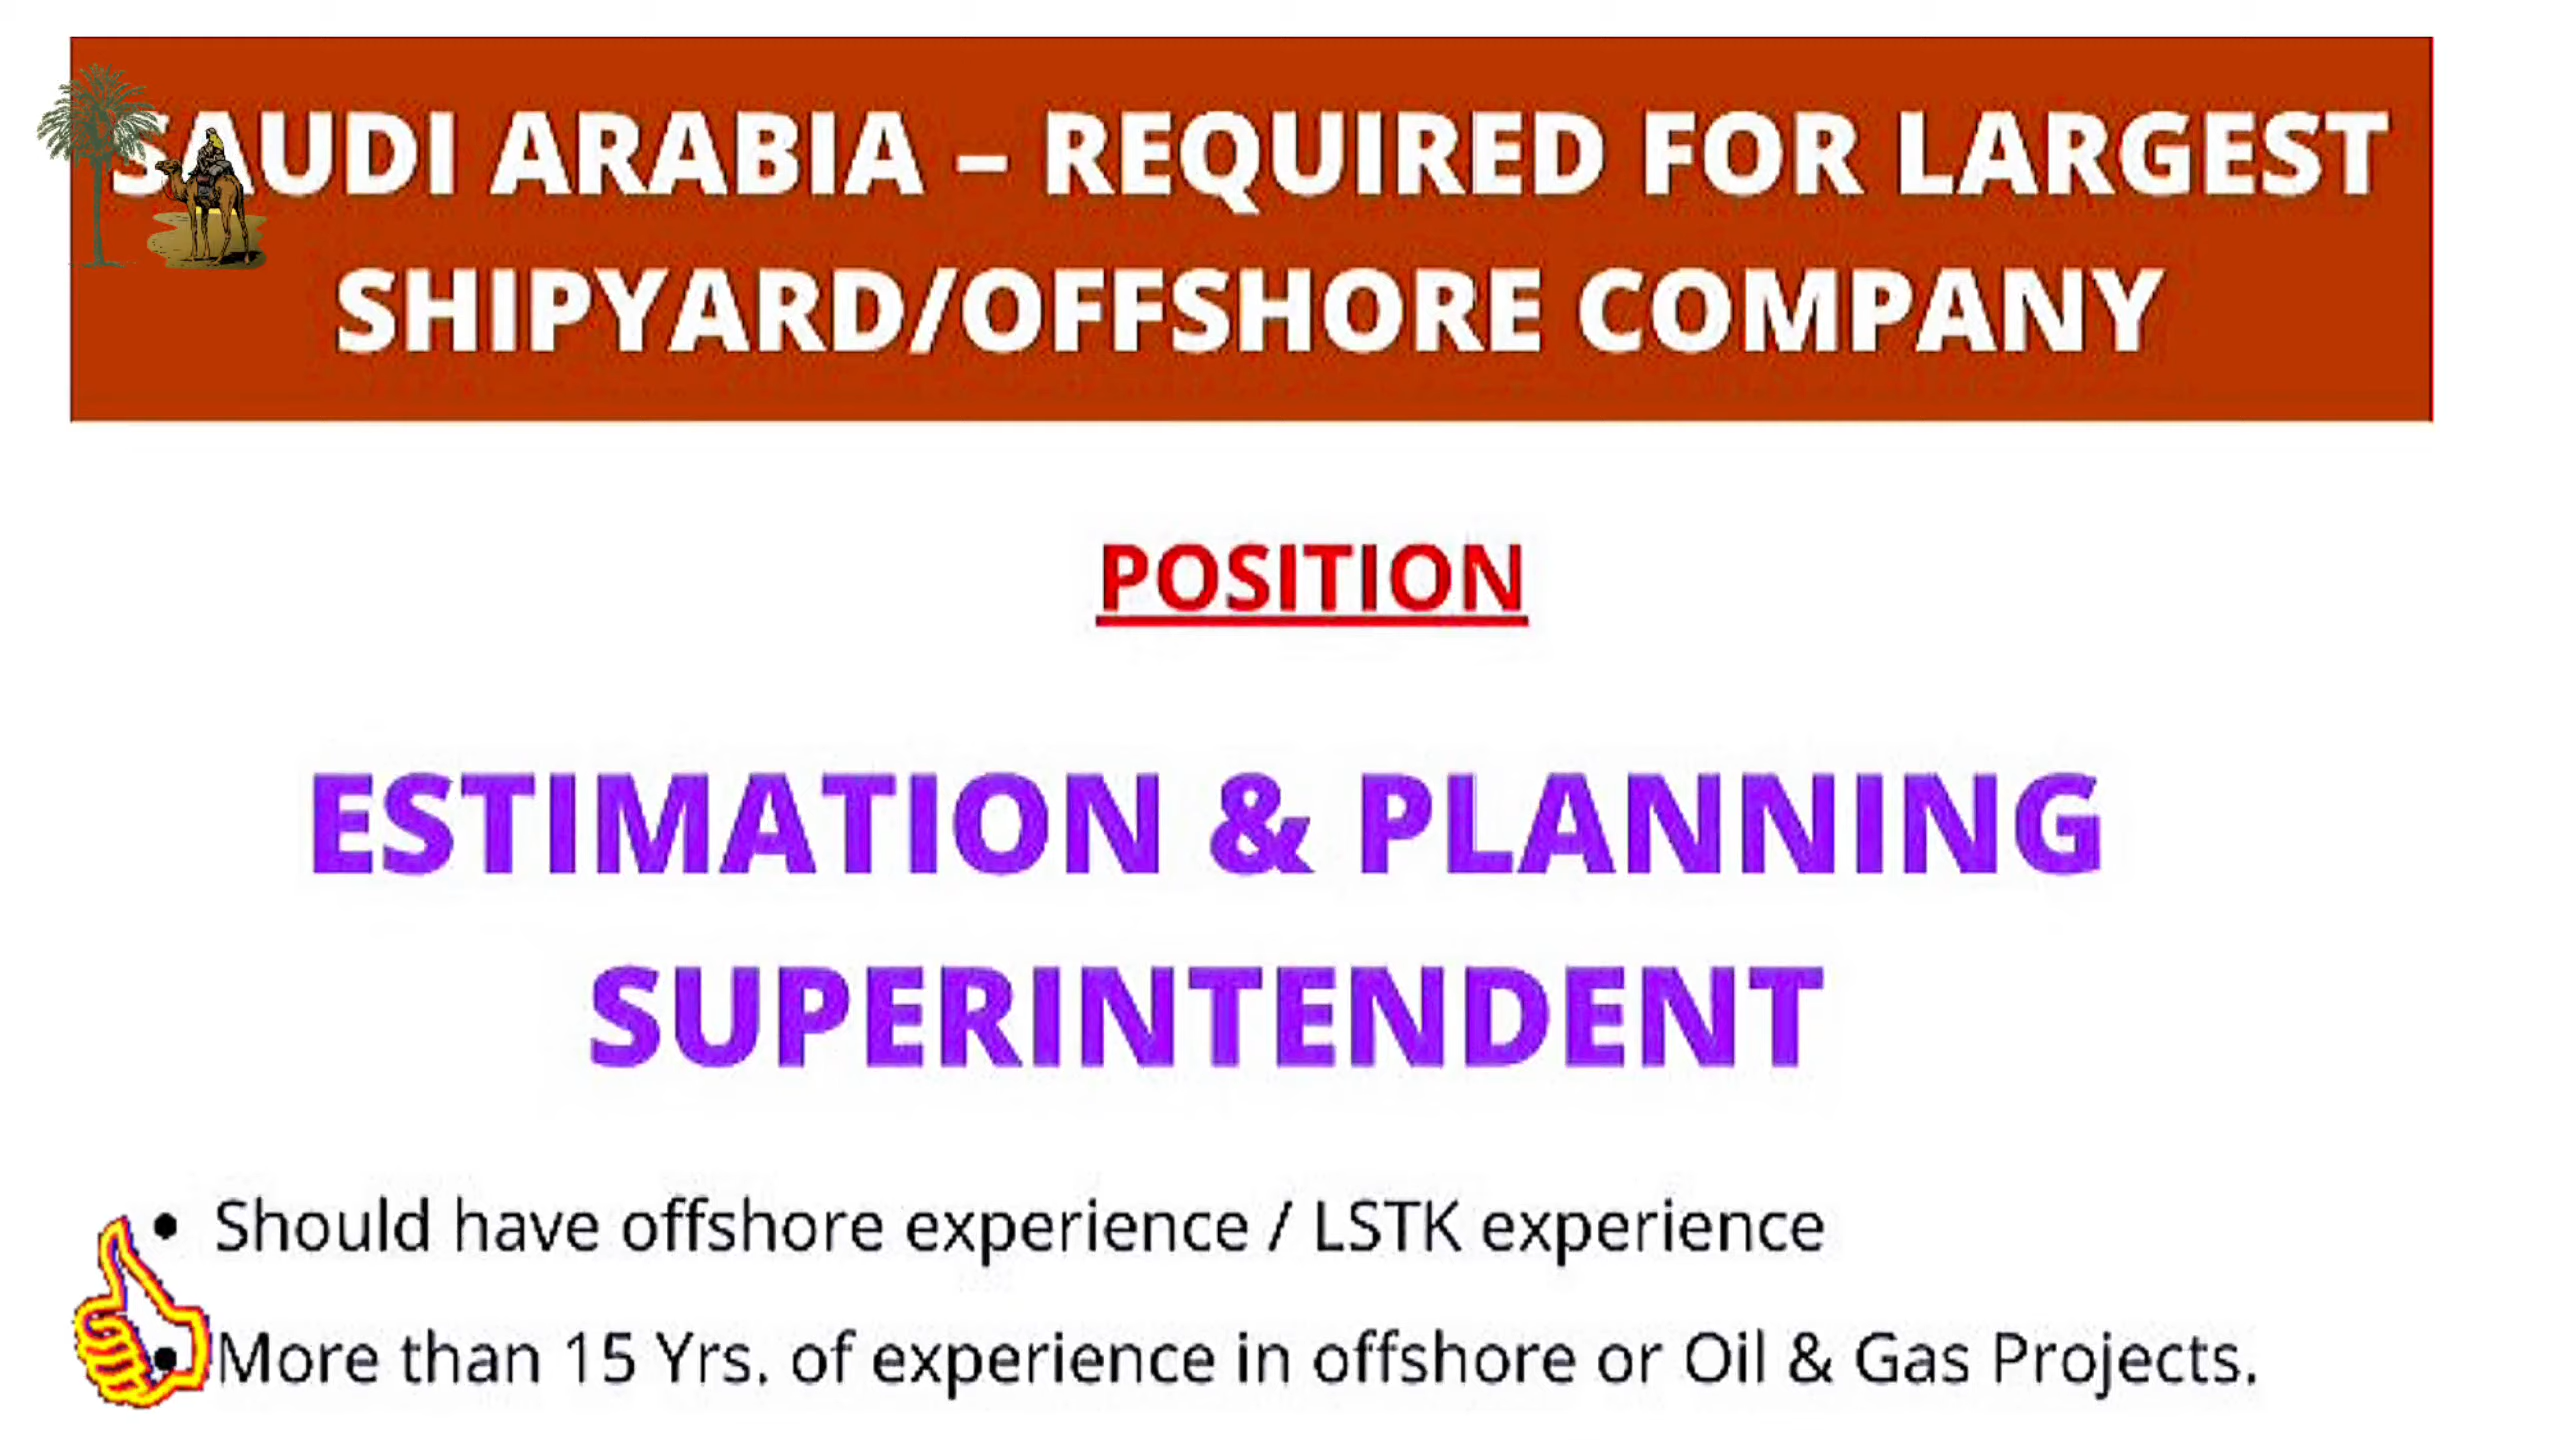 SAUDI ARABIA – REQUIRED FOR LARGEST
SHIPYARD/OFFSHORE COMPANY
POSITION
ESTIMATION & PLANNING
SUPERINTENDENT
• Should have offshore experience / LSTK experience
• More than 15 Yrs. of experience in offshore or Oil & Gas Projects.